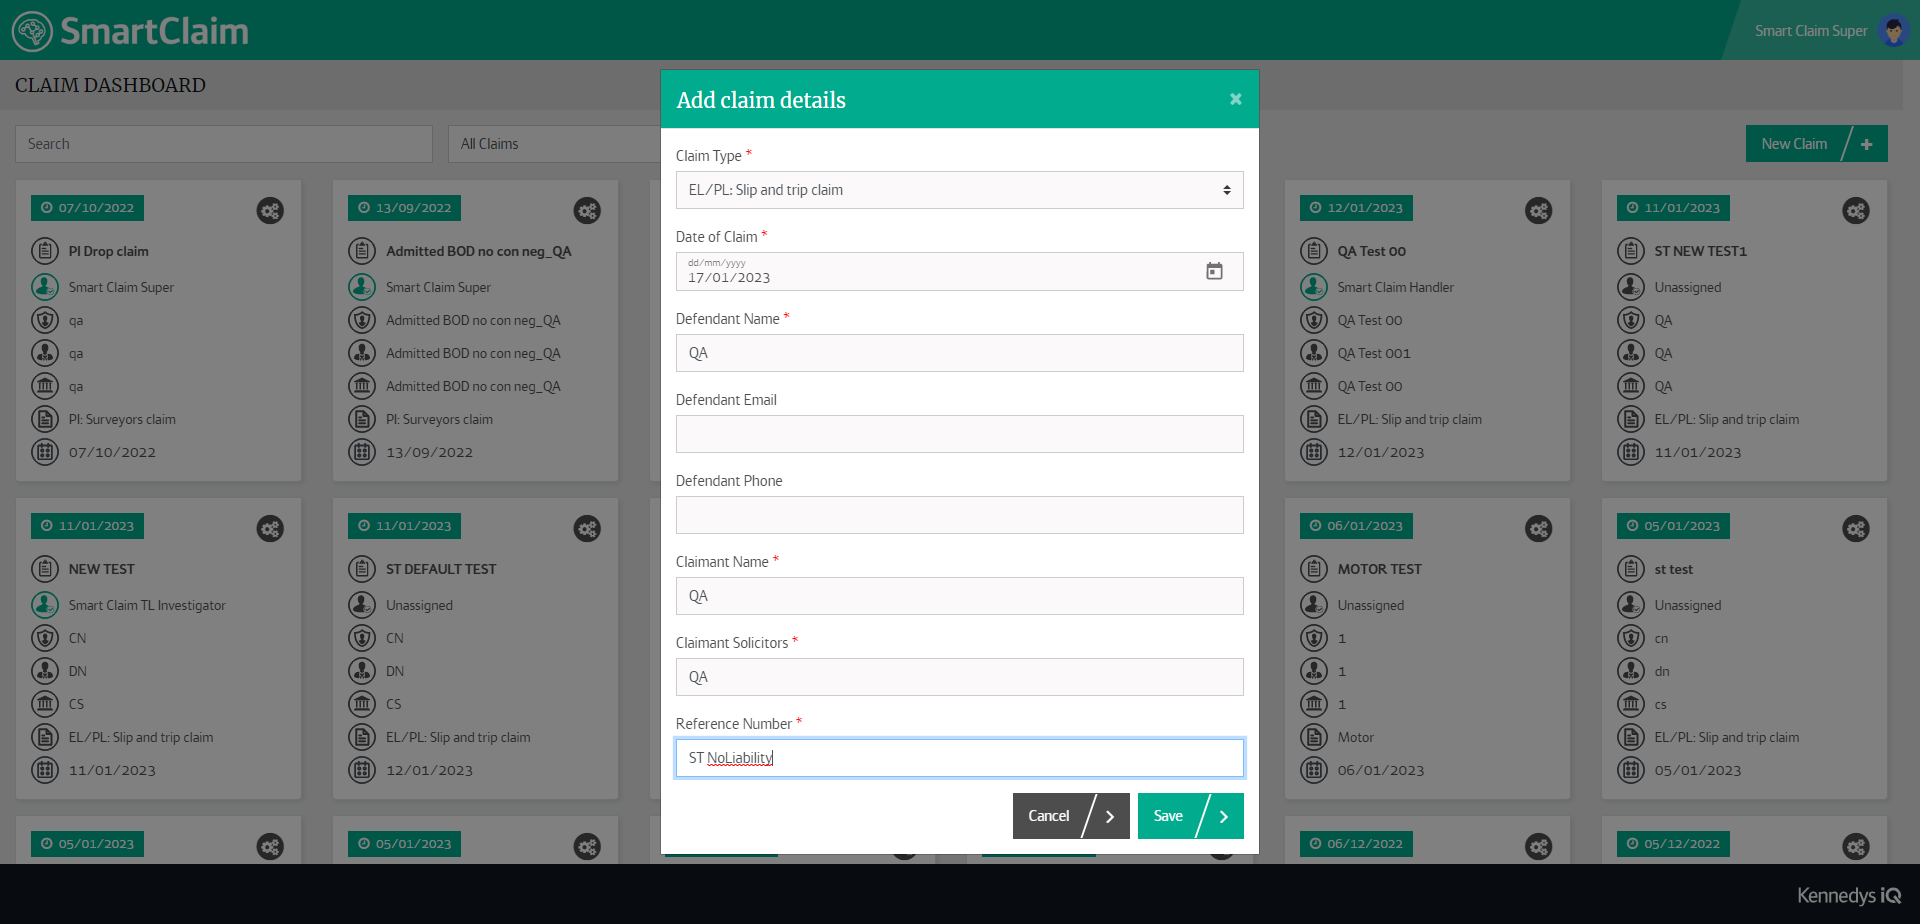 SmartClaim
Smart Claim Super
CLAIM DASHBOARD
Search
All Claims
New Claim
Add claim details
Claim Type *
EL/PL: Slip and trip claim
Date of Claim *
dd/mm/yyyy
17/01/2023
Defendant Name *
QA
Defendant Email
Defendant Phone
Claimant Name *
QA
Claimant Solicitors *
QA
Reference Number *
ST NoLiability
Cancel
Save
07/10/2022
PI Drop claim
Smart Claim Super
qa
qa
qa
PI: Surveyors claim
07/10/2022
13/09/2022
Admitted BOD no con neg_QA
Smart Claim Super
Admitted BOD no con neg_QA
Admitted BOD no con neg_QA
Admitted BOD no con neg_QA
PI: Surveyors claim
13/09/2022
12/01/2023
QA Test 00
Smart Claim Handler
QA Test 00
QA Test 001
QA Test 00
EL/PL: Slip and trip claim
12/01/2023
11/01/2023
ST NEW TEST1
Unassigned
QA
QA
QA
EL/PL: Slip and trip claim
11/01/2023
11/01/2023
NEW TEST
Smart Claim TL Investigator
CN
DN
CS
EL/PL: Slip and trip claim
11/01/2023
11/01/2023
ST DEFAULT TEST
Unassigned
CN
DN
CS
EL/PL: Slip and trip claim
12/01/2023
06/01/2023
MOTOR TEST
Unassigned
1
1
1
Motor
06/01/2023
05/01/2023
st test
Unassigned
cn
dn
cs
EL/PL: Slip and trip claim
05/01/2023
05/01/2023
05/01/2023
06/12/2022
05/12/2022
Kennedys iQ